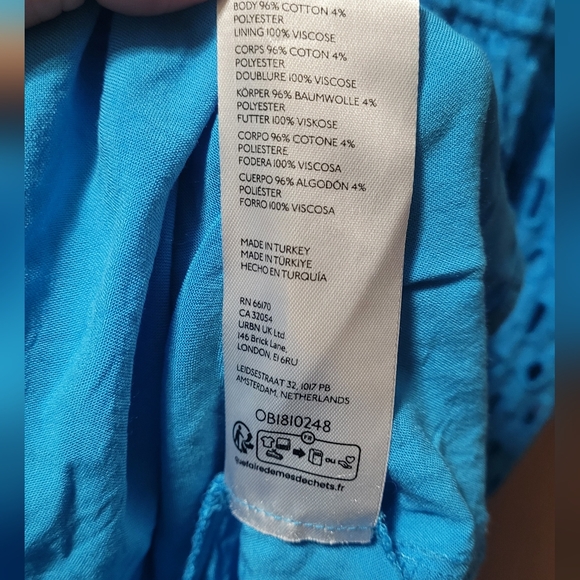 BODY 96% COTTON 4%
POLYESTER
LINING 100% VISCOSE
CORPS 96% COTON 4%
POLYESTER
DOUBLURE 100% VISCOSE
KÖRPER 96% BAUMWOLLE 4%
POLYESTER
FUTTER 100% VISKOSE
CORPO 96% COTONE 4%
POLIESTERE
FODERA 100% VISCOSA
CUERPO 96% ALGODÓN 4%
POLIÉSTER
FORRO 100% VISCOSA
MADE IN TURKEY
MADE IN TÜRKIYE
HECHO EN TURQUÍA
RN 66170
CA 32054
URBN UK Ltd.
146 Brick Lane,
LONDON, E1 6RU
LEIDSESTRAAT 32, 1017 PB
AMSTERDAM, NETHERLANDS
OB1810248
FR
OU
quefairedemesdechets.fr